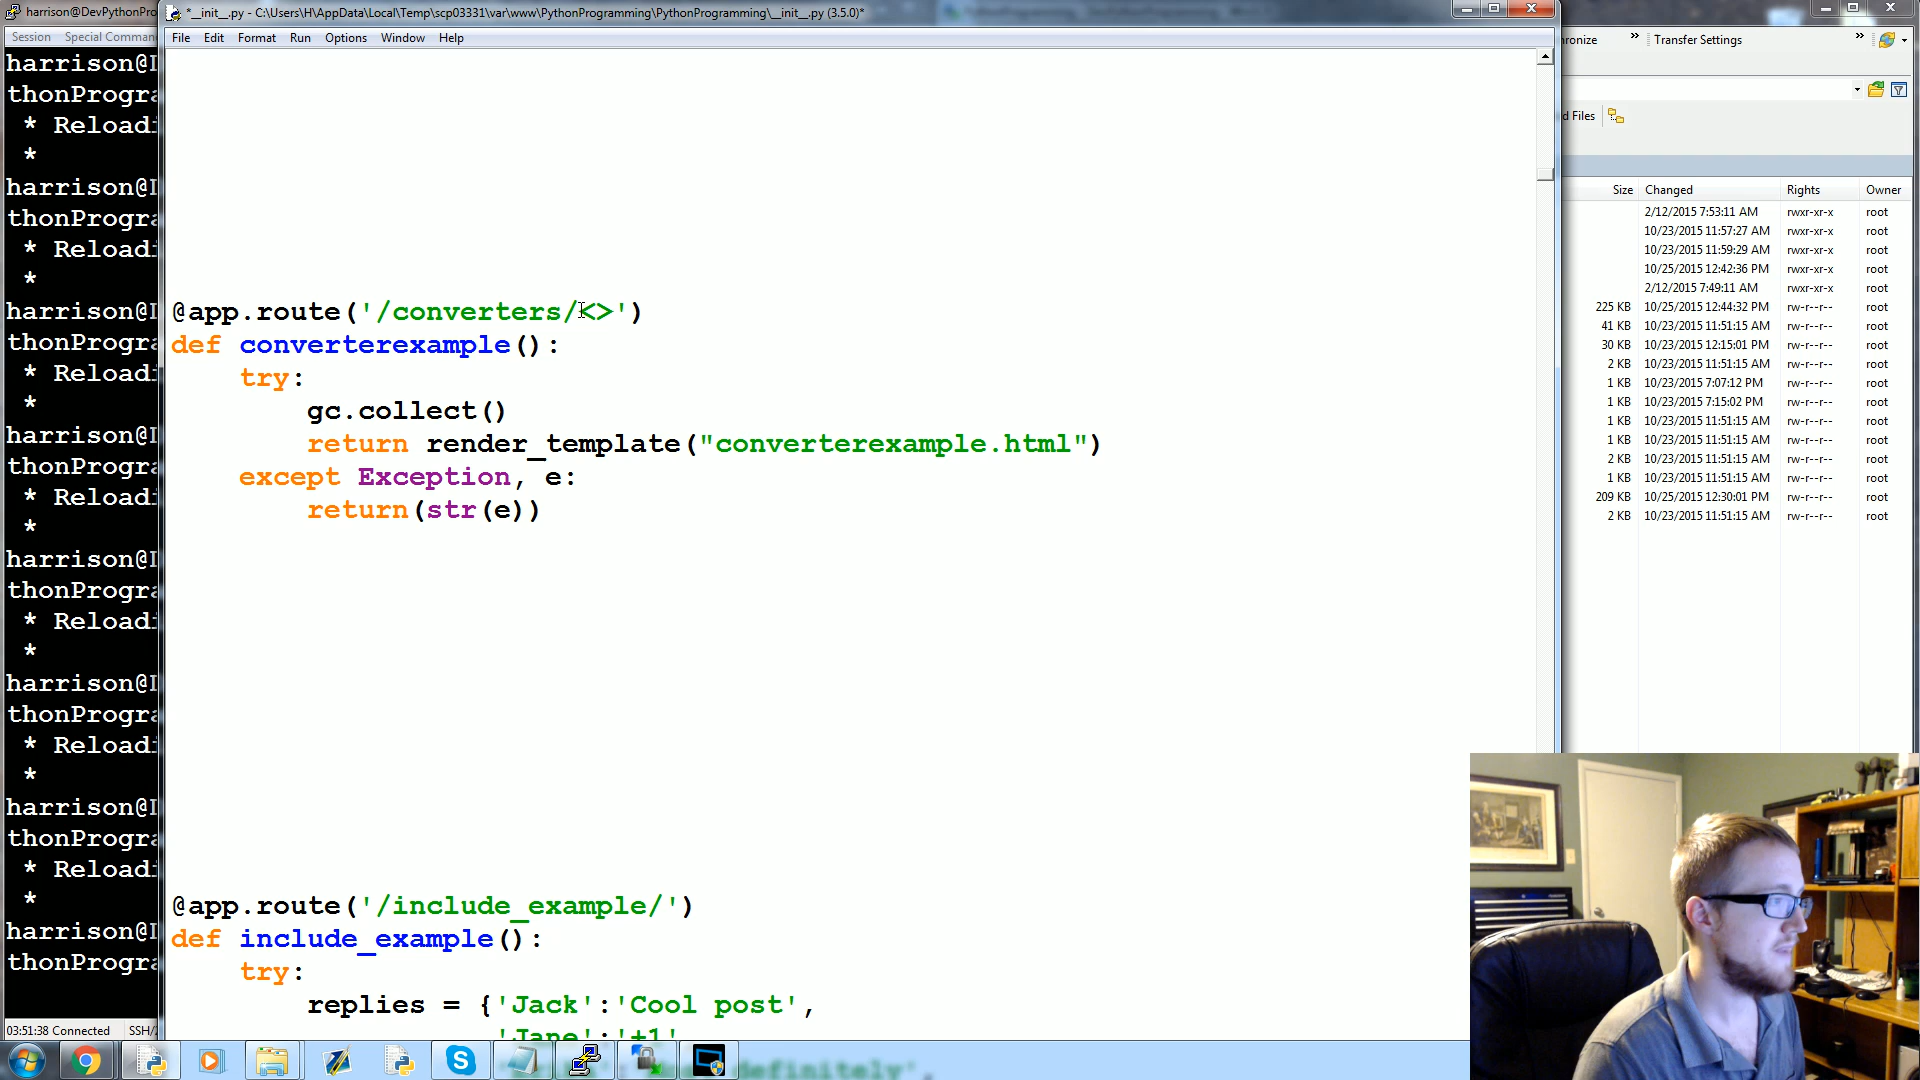 harrison@DevPythonPro
*__init__.py - C:\Users\H\AppData\Local\Temp\scp03331\var\www\PythonProgramming\PythonProgramming\__init__.py (3.5.0)*
Session Special Comman
File Edit Format Run Options Window Help
Transfer Settings
harrison@
thonProgra
* Reloadi
*
harrison@
thonProgra
* Reloadi
*
harrison@
thonProgra
* Reloadi
*
harrison@
thonProgra
* Reloadi
*
harrison@
thonProgra
* Reloadi
*
harrison@
thonProgra
* Reloadi
*
harrison@
thonProgra
* Reloadi
*
harrison@
thonProgra
03:51:38 Connected SSH/
@app.route('/converters/<>')
def converterexample():
try:
gc.collect()
return render_template("converterexample.html")
except Exception, e:
return(str(e))
@app.route('/include_example/')
def include_example():
try:
replies = {'Jack':'Cool post',
'Jane':'+1'
definitely',
ronize
d Files
Size Changed Rights Owner
2/12/2015 7:53:11 AM rwxr-xr-x root
10/23/2015 11:57:27 AM rwxr-xr-x root
10/23/2015 11:59:29 AM rwxr-xr-x root
10/25/2015 12:42:36 PM rwxr-xr-x root
2/12/2015 7:49:11 AM rwxr-xr-x root
225 KB 10/25/2015 12:44:32 PM rw-r--r-- root
41 KB 10/23/2015 11:51:15 AM rw-r--r-- root
30 KB 10/23/2015 12:15:01 PM rw-r--r-- root
2 KB 10/23/2015 11:51:15 AM rw-r--r-- root
1 KB 10/23/2015 7:07:12 PM rw-r--r-- root
1 KB 10/23/2015 7:15:02 PM rw-r--r-- root
1 KB 10/23/2015 11:51:15 AM rw-r--r-- root
1 KB 10/23/2015 11:51:15 AM rw-r--r-- root
2 KB 10/23/2015 11:51:15 AM rw-r--r-- root
1 KB 10/23/2015 11:51:15 AM rw-r--r-- root
209 KB 10/25/2015 12:30:01 PM rw-r--r-- root
2 KB 10/23/2015 11:51:15 AM rw-r--r-- root